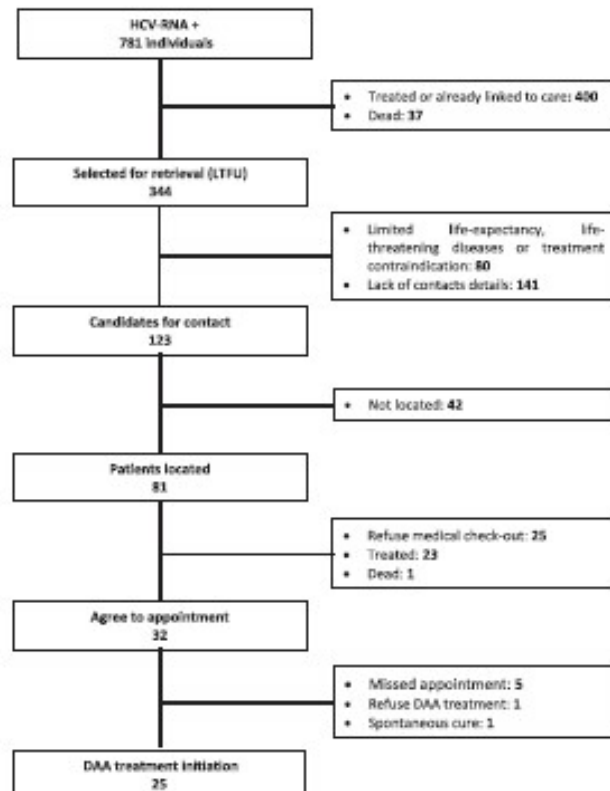 HCV-RNA +
781 individuals
• Treated or already linked to care: 400
• Dead: 37
Selected for retrieval (LTFU)
344
• Limited life-expectancy, life-
threatening diseases or treatment
contraindication: 80
• Lack of contacts details: 141
Candidates for contact
123
• Not located: 42
Patients located
81
• Refuse medical check-out: 25
• Treated: 23
• Dead: 1
Agree to appointment
32
• Missed appointment: 5
• Refuse DAA treatment: 1
• Spontaneous cure: 1
DAA treatment initiation
25